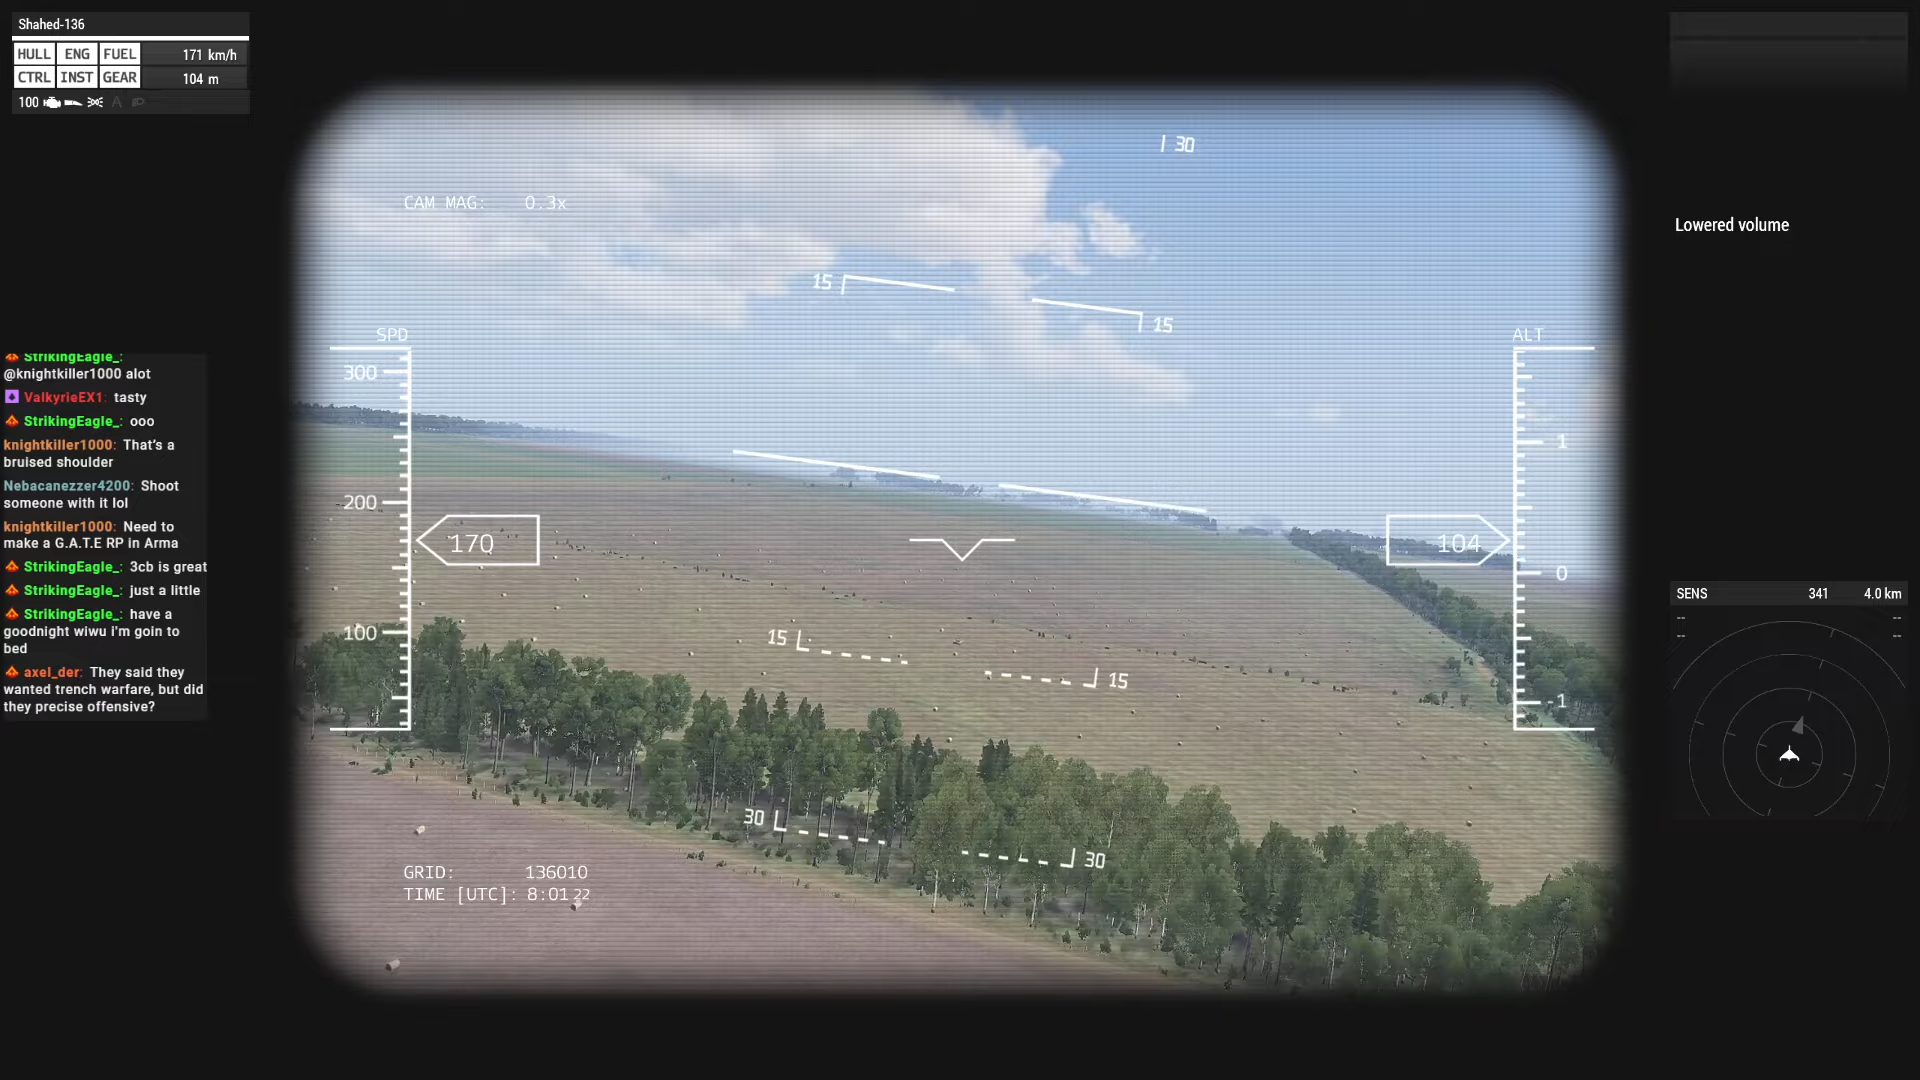 Shahed-136
HULL ENG FUEL 171 km/h
CTRL INST GEAR 104 m
100 A
| 30
CAM MAG: 0.3x
Lowered volume
15
15
SPD
ALT
300
200
100
170
104
1
0
-1
StrikingEagle_:
@knightkiller1000 alot
ValkyrieEX1: tasty
StrikingEagle_: ooo
knightkiller1000: That's a
bruised shoulder
Nebacanezzer4200: Shoot
someone with it lol
knightkiller1000: Need to
make a G.A.T.E RP in Arma
StrikingEagle_: 3cb is great
StrikingEagle_: just a little
StrikingEagle_: have a
goodnight wiwu i'm goin to
bed
axel_der: They said they
wanted trench warfare, but did
they precise offensive?
SENS 341 4.0 km
-- --
-- --
15
15
30
30
GRID: 136010
TIME [UTC]: 8:01 22